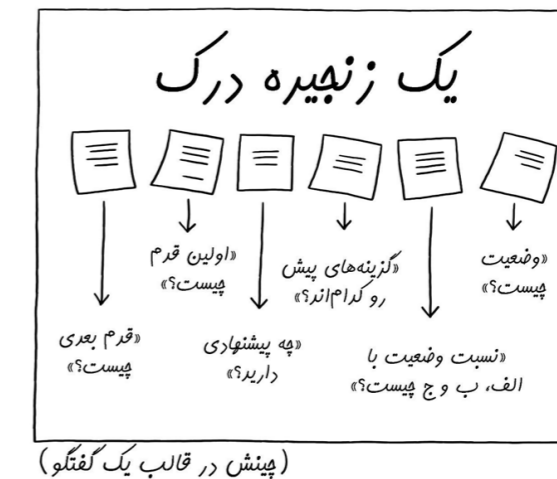 یک زنجیره درک
«وضعیت
چیست؟»
«نسبت وضعیت با
الف، ب و ج چیست؟»
«گزینه‌های پیش
رو کدام‌اند؟»
«چه پیشنهادی
دارید؟»
«اولین قدم
چیست؟»
«قدم بعدی
چیست؟»
(چینش در قالب یک گفتگو)